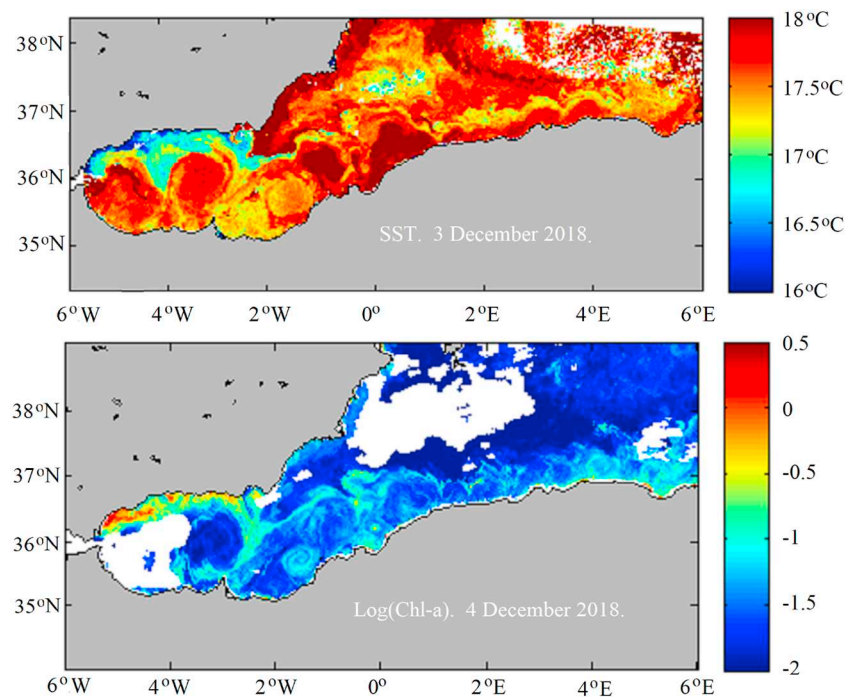 38°N
37°N
36°N
35°N
6°W 4°W 2°W 0° 2°E 4°E 6°E
SST. 3 December 2018.
18°C
17.5°C
17°C
16.5°C
16°C
38°N
37°N
36°N
35°N
6°W 4°W 2°W 0° 2°E 4°E 6°E
Log(Chl-a). 4 December 2018.
0.5
0
-0.5
-1
-1.5
-2